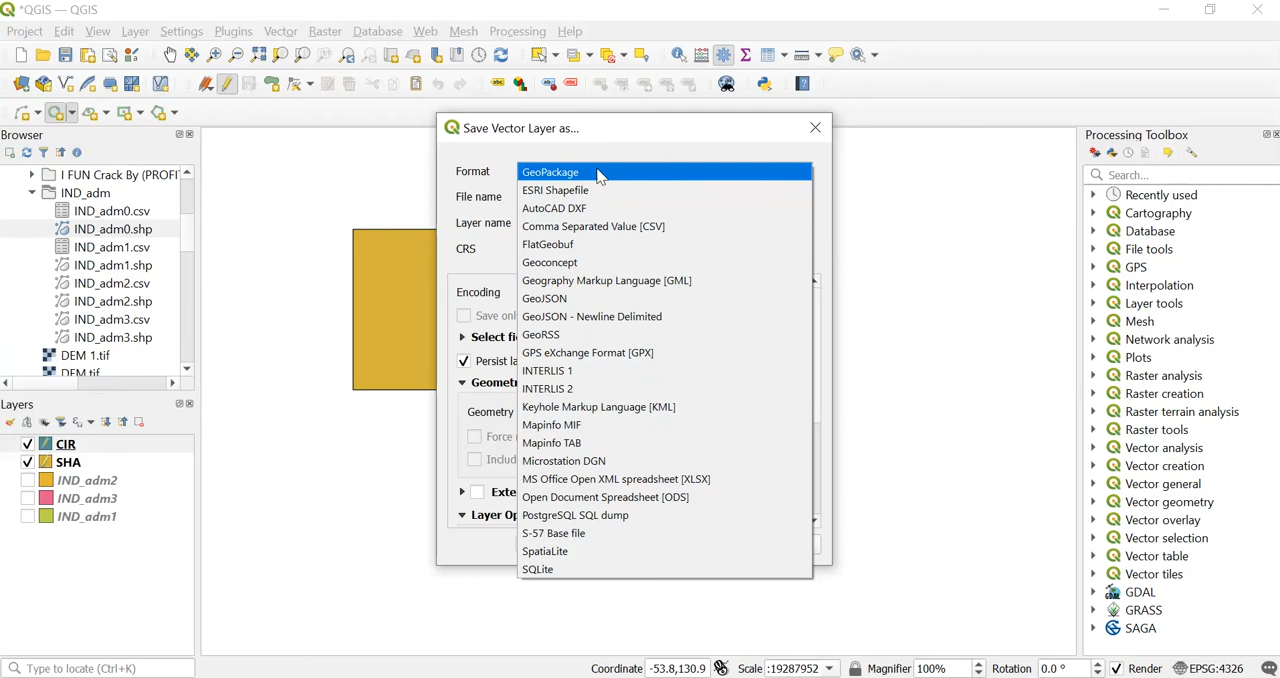 *QGIS — QGIS
Project Edit View Layer Settings Plugins Vector Raster Database Web Mesh Processing Help
Browser
I FUN Crack By (PROFI
IND_adm
IND_adm0.csv
IND_adm0.shp
IND_adm1.csv
IND_adm1.shp
IND_adm2.csv
IND_adm2.shp
IND_adm3.csv
IND_adm3.shp
DEM 1.tif
DEM tif
Layers
CIR
SHA
IND_adm2
IND_adm3
IND_adm1
Save Vector Layer as...
Format
File name
Layer name
CRS
Encoding
Save onl
Select fi
Persist la
Geomet
Geometry
Force
Includ
Exte
Layer Op
GeoPackage
ESRI Shapefile
AutoCAD DXF
Comma Separated Value [CSV]
FlatGeobuf
Geoconcept
Geography Markup Language [GML]
GeoJSON
GeoJSON - Newline Delimited
GeoRSS
GPS eXchange Format [GPX]
INTERLIS 1
INTERLIS 2
Keyhole Markup Language [KML]
Mapinfo MIF
Mapinfo TAB
Microstation DGN
MS Office Open XML spreadsheet [XLSX]
Open Document Spreadsheet [ODS]
PostgreSQL SQL dump
S-57 Base file
SpatiaLite
SQLite
Processing Toolbox
Search...
Recently used
Cartography
Database
File tools
GPS
Interpolation
Layer tools
Mesh
Network analysis
Plots
Raster analysis
Raster creation
Raster terrain analysis
Raster tools
Vector analysis
Vector creation
Vector general
Vector geometry
Vector overlay
Vector selection
Vector table
Vector tiles
GDAL
GRASS
SAGA
Type to locate (Ctrl+K) Coordinate -53.8,130.9 Scale :19287952 Magnifier 100% Rotation 0.0 ° Render EPSG:4326